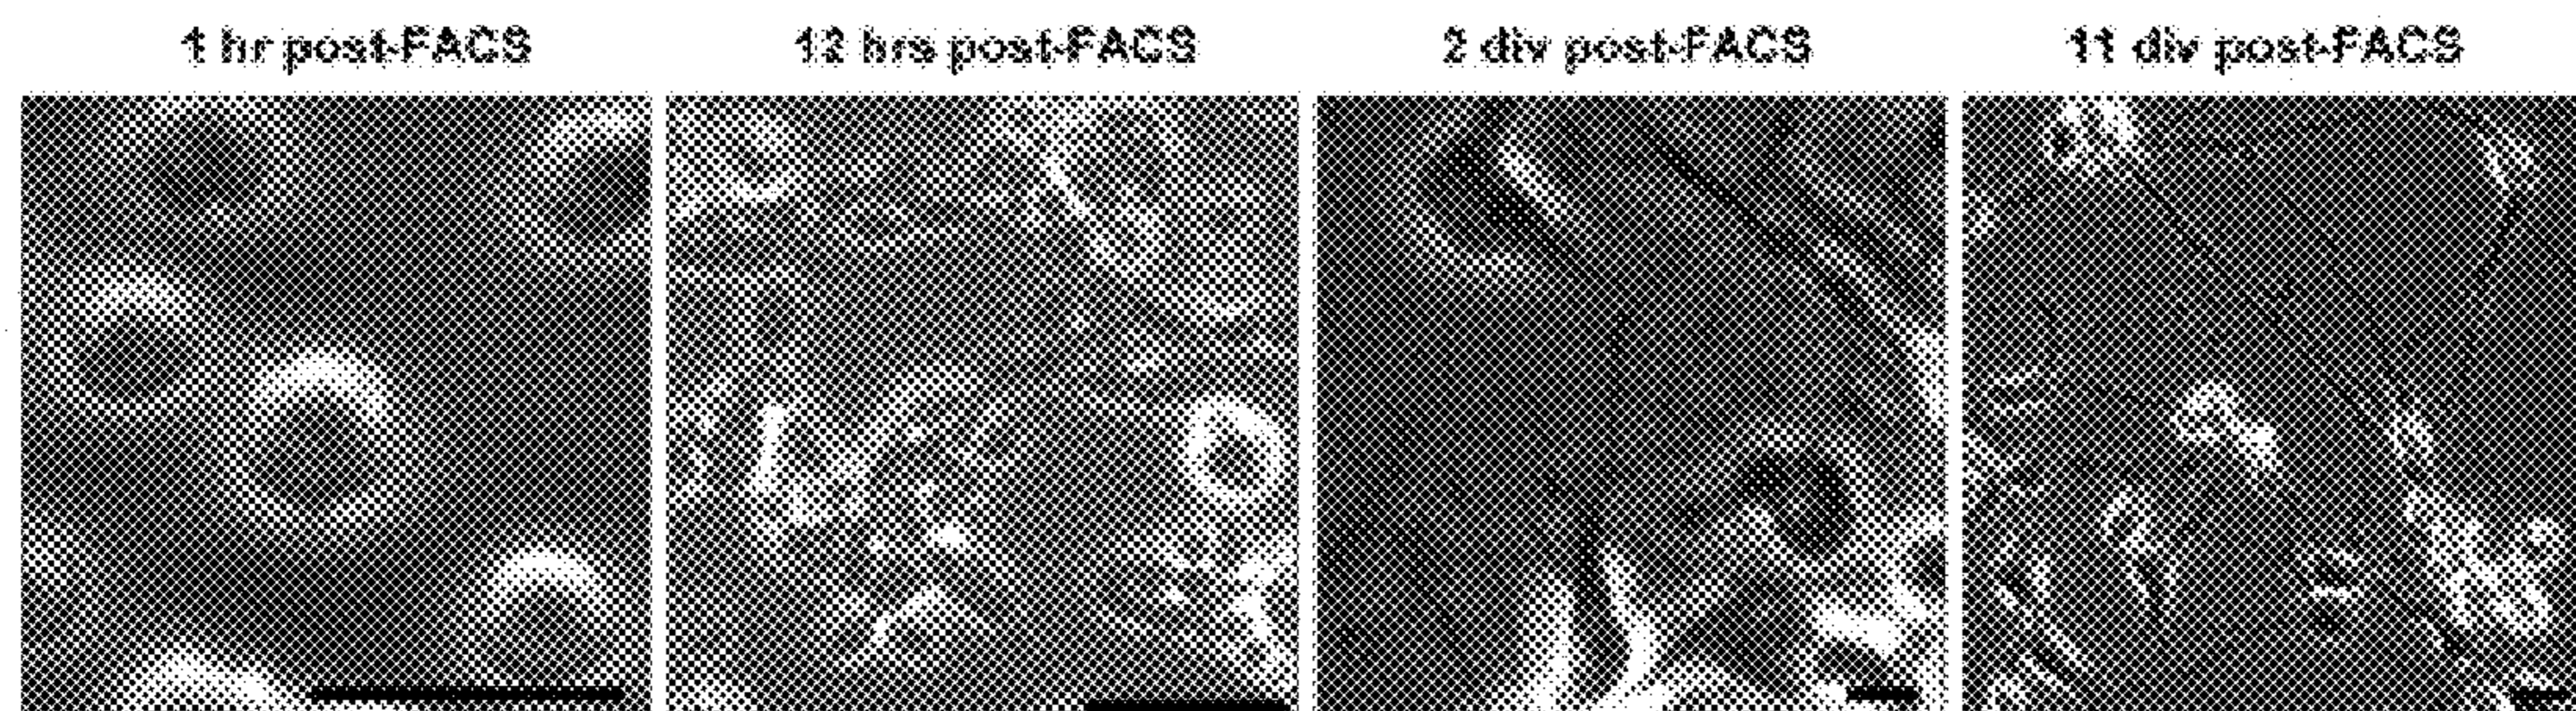 1 hr post-FACS
12 hrs post-FACS
2 div post-FACS
11 div post-FACS